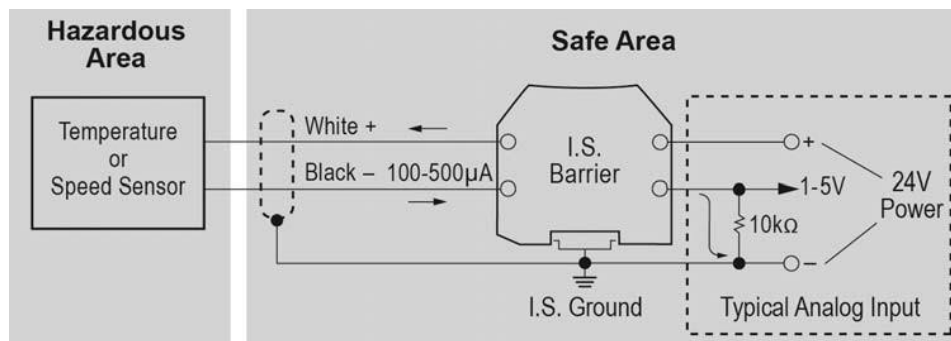 Hazardous
Area
Safe Area
Temperature
or
Speed Sensor
White +
Black – 100-500µA
I.S.
Barrier
I.S. Ground
+
1-5V
10kΩ
–
24V
Power
Typical Analog Input